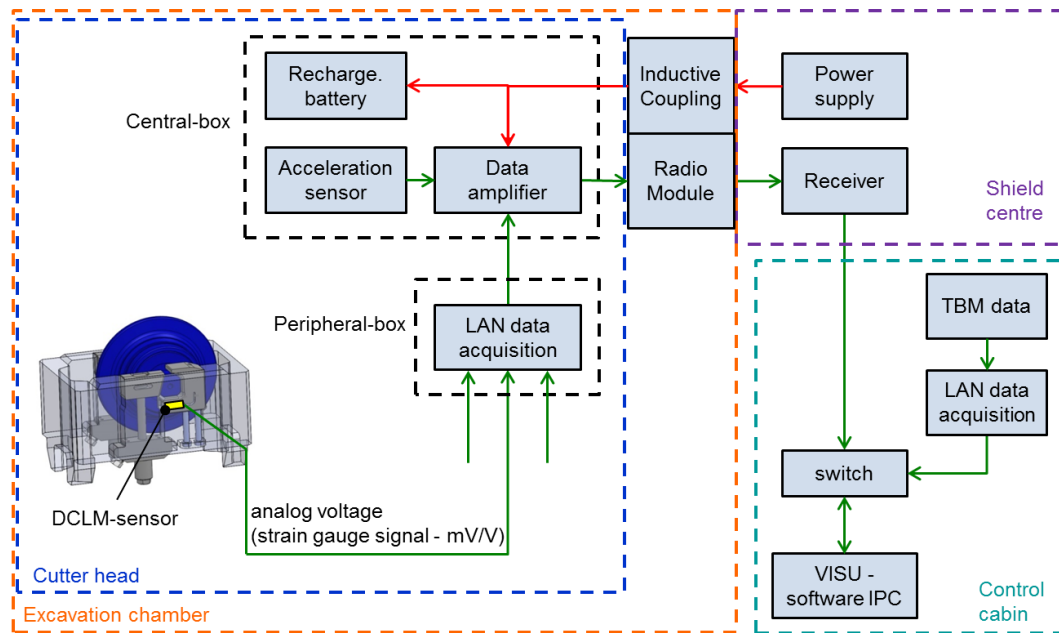 Recharge.
battery
Inductive
Coupling
Power
supply
Central-box
Acceleration
sensor
Data
amplifier
Radio
Module
Receiver
Shield
centre
Peripheral-box
LAN data
acquisition
TBM data
LAN data
acquisition
switch
DCLM-sensor
analog voltage
(strain gauge signal - mV/V)
VISU -
software IPC
Cutter head
Excavation chamber
Control
cabin